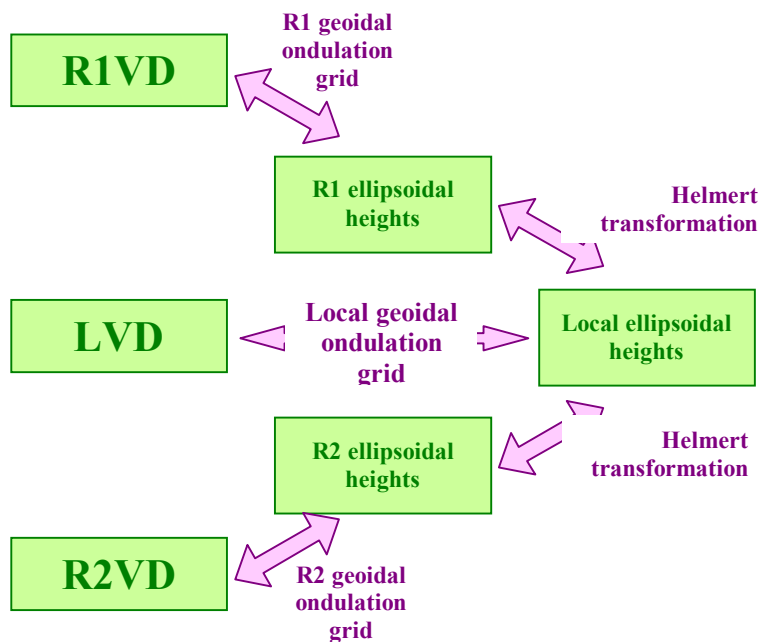 R1 geoidal
ondulation
grid
R1VD
R1 ellipsoidal
heights
Helmert
transformation
LVD
Local geoidal
ondulation
grid
Local ellipsoidal
heights
R2 ellipsoidal
heights
Helmert
transformation
R2VD
R2 geoidal
ondulation
grid